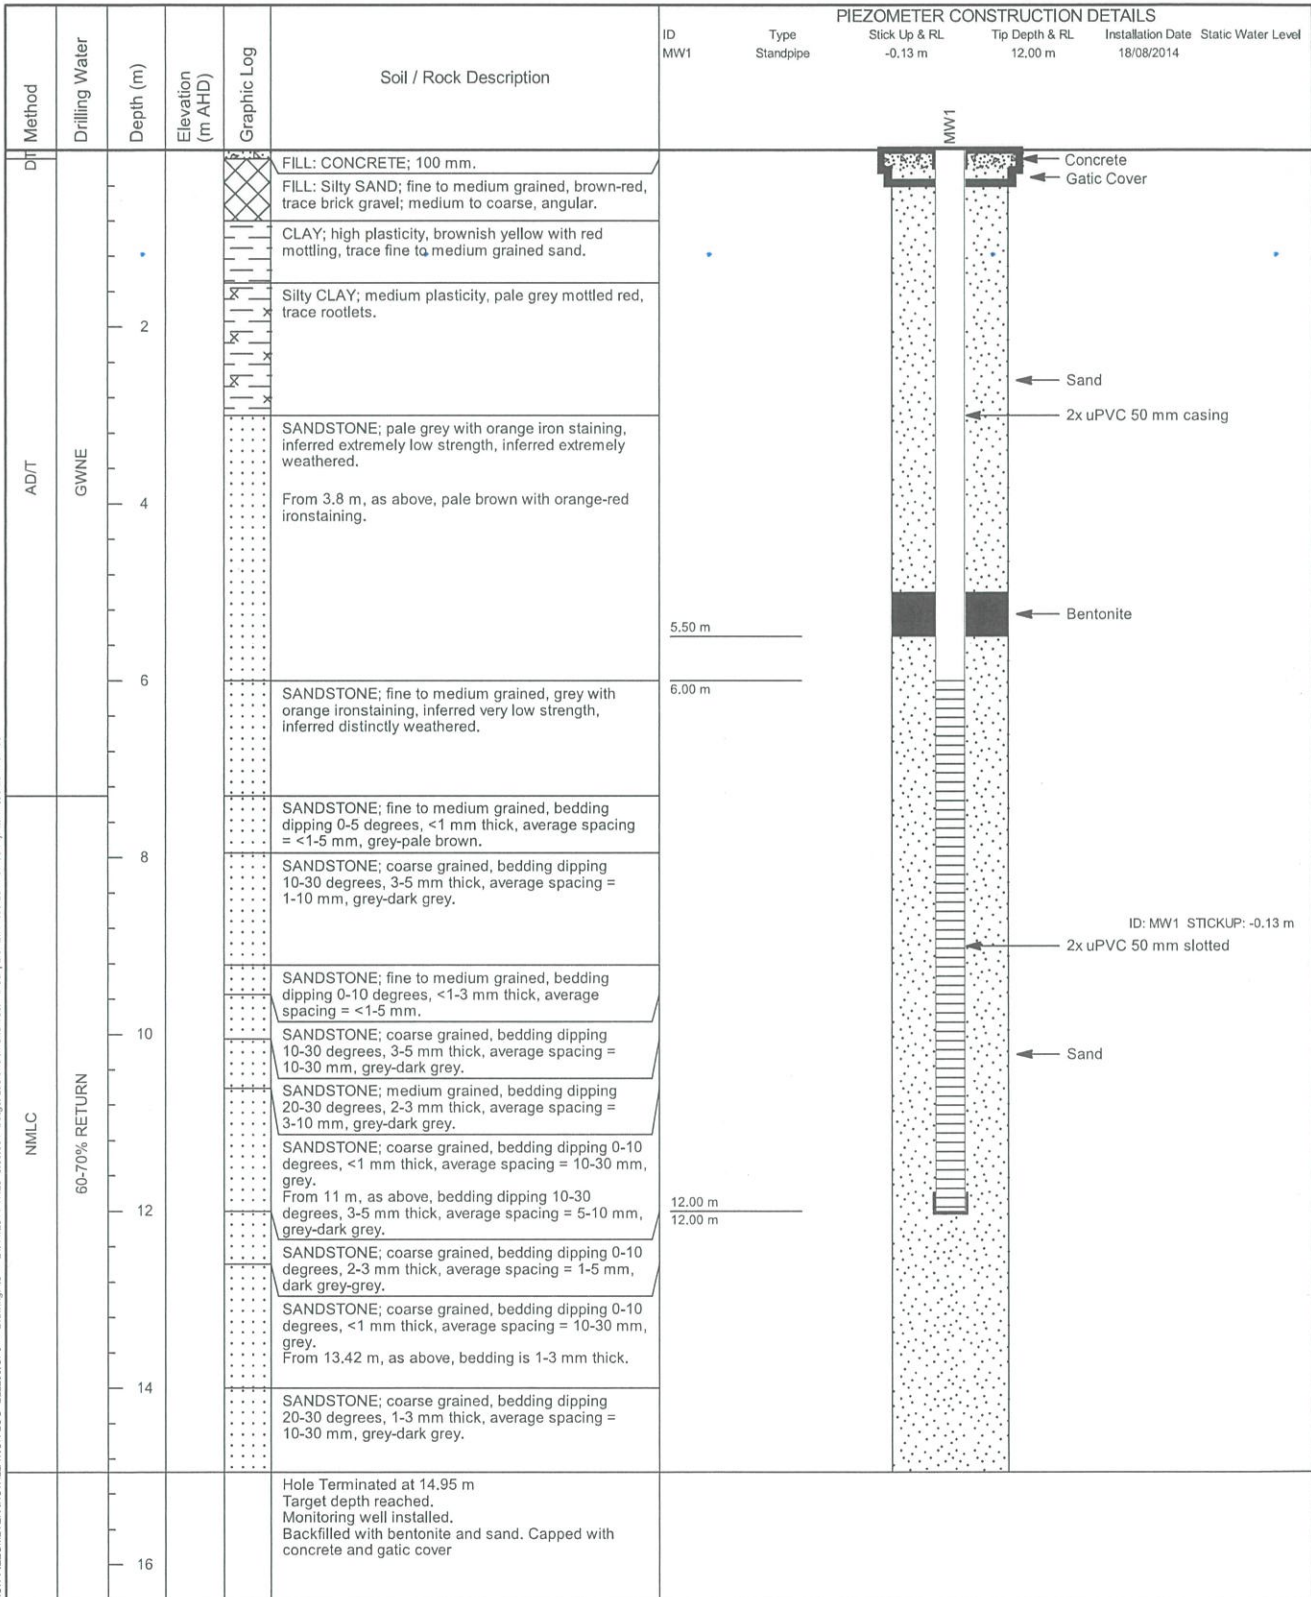 PIEZOMETER CONSTRUCTION DETAILS
ID Type Stick Up & RL Tip Depth & RL Installation Date Static Water Level
MW1 Standpipe -0.13 m 12.00 m 18/08/2014
Method
Drilling Water
Depth (m)
Elevation
(m AHD)
Graphic Log
Soil / Rock Description
MW1
DT
FILL: CONCRETE; 100 mm.
Concrete
Gatic Cover
FILL: Silty SAND; fine to medium grained, brown-red,
trace brick gravel; medium to coarse, angular.
CLAY; high plasticity, brownish yellow with red
mottling, trace fine to medium grained sand.
Silty CLAY; medium plasticity, pale grey mottled red,
trace rootlets.
2
Sand
2x uPVC 50 mm casing
SANDSTONE; pale grey with orange iron staining,
inferred extremely low strength, inferred extremely
weathered.
AD/T
GWNE
4
From 3.8 m, as above, pale brown with orange-red
ironstaining.
Bentonite
5.50 m
6
6.00 m
SANDSTONE; fine to medium grained, grey with
orange ironstaining, inferred very low strength,
inferred distinctly weathered.
SANDSTONE; fine to medium grained, bedding
dipping 0-5 degrees, <1 mm thick, average spacing
= <1-5 mm, grey-pale brown.
8
SANDSTONE; coarse grained, bedding dipping
10-30 degrees, 3-5 mm thick, average spacing =
1-10 mm, grey-dark grey.
ID: MW1 STICKUP: -0.13 m
2x uPVC 50 mm slotted
SANDSTONE; fine to medium grained, bedding
dipping 0-10 degrees, <1-3 mm thick, average
spacing = <1-5 mm.
10
SANDSTONE; coarse grained, bedding dipping
10-30 degrees, 3-5 mm thick, average spacing =
10-30 mm, grey-dark grey.
Sand
SANDSTONE; medium grained, bedding dipping
20-30 degrees, 2-3 mm thick, average spacing =
3-10 mm, grey-dark grey.
NMLC
60-70% RETURN
SANDSTONE; coarse grained, bedding dipping 0-10
degrees, <1 mm thick, average spacing = 10-30 mm,
grey.
From 11 m, as above, bedding dipping 10-30
degrees, 3-5 mm thick, average spacing = 5-10 mm,
grey-dark grey.
12
12.00 m
12.00 m
SANDSTONE; coarse grained, bedding dipping 0-10
degrees, 2-3 mm thick, average spacing = 1-5 mm,
dark grey-grey.
SANDSTONE; coarse grained, bedding dipping 0-10
degrees, <1 mm thick, average spacing = 10-30 mm,
grey.
From 13.42 m, as above, bedding is 1-3 mm thick.
14
SANDSTONE; coarse grained, bedding dipping
20-30 degrees, 1-3 mm thick, average spacing =
10-30 mm, grey-dark grey.
Hole Terminated at 14.95 m
Target depth reached.
Monitoring well installed.
Backfilled with bentonite and sand. Capped with
concrete and gatic cover
16